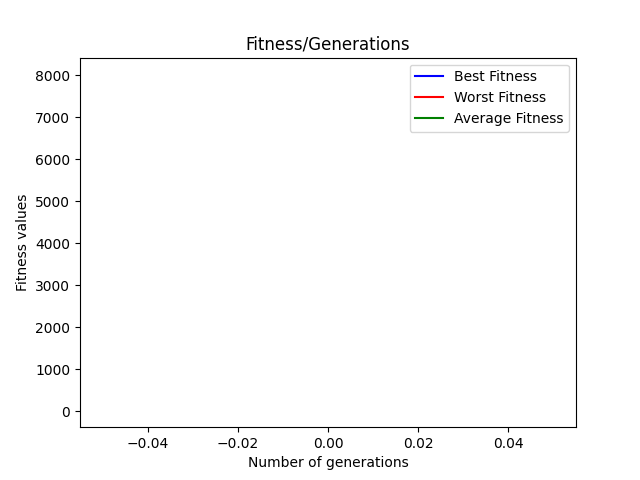 Fitness/Generations
Best Fitness
Worst Fitness
Average Fitness
8000
7000
6000
5000
4000
3000
2000
1000
0
Fitness values
−0.04 −0.02 0.00 0.02 0.04
Number of generations